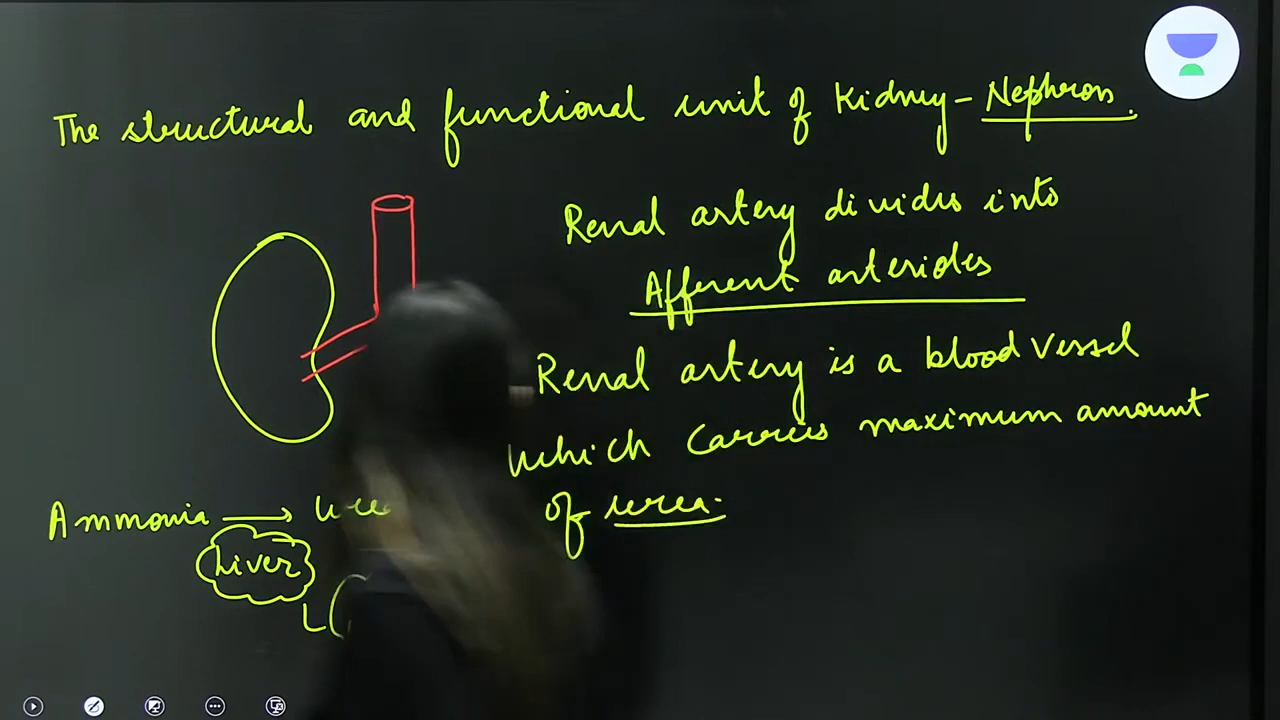 The structural and functional unit of Kidney - Nephron.
Renal artery divides into
Afferent arterioles
Renal artery is a blood vessel
which carries maximum amount
of urea.
Ammonia →
Liver